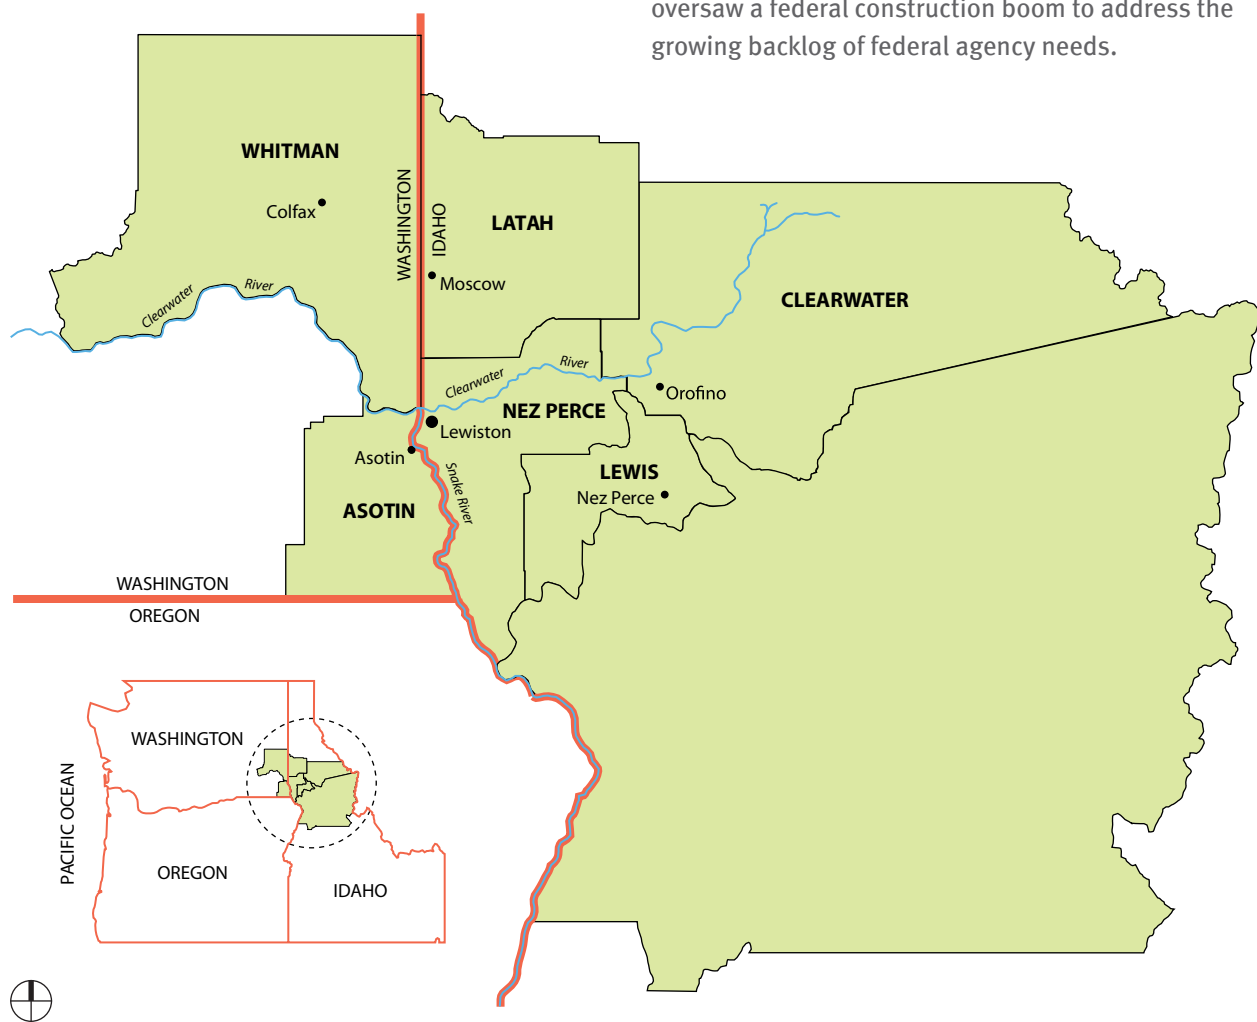 oversaw a federal construction boom to address the
growing backlog of federal agency needs.
WHITMAN
Colfax
WASHINGTON
IDAHO
LATAH
Moscow
CLEARWATER
Clearwater River
Clearwater River
Orofino
NEZ PERCE
Lewiston
Asotin
Snake River
LEWIS
Nez Perce
ASOTIN
WASHINGTON
OREGON
WASHINGTON
PACIFIC OCEAN
OREGON
IDAHO